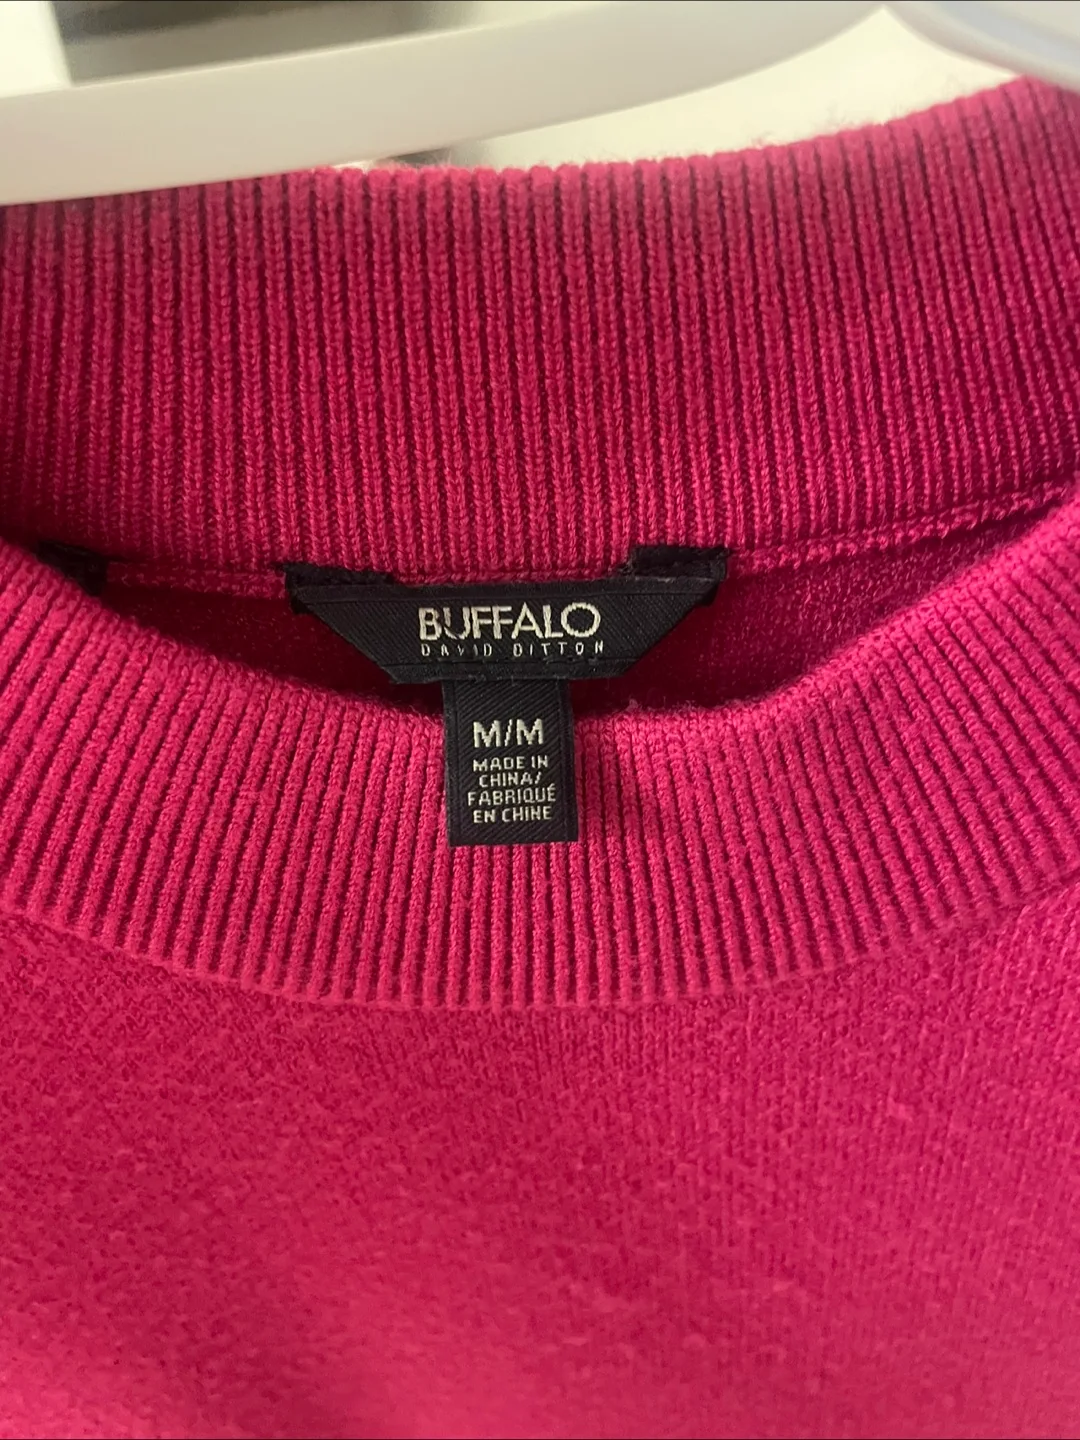 BUFFALO
DAVID BITTON
M/M
MADE IN
CHINA/
FABRIQUÉ
EN CHINE